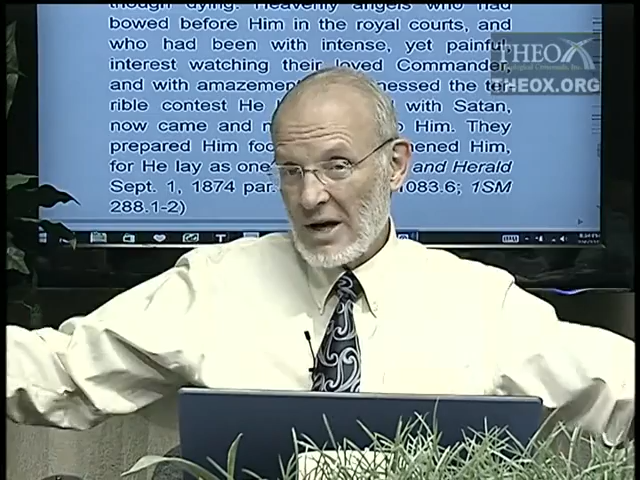 though dying. Heavenly angels who had
bowed before Him in the royal courts, and
who had been with intense, yet painful,
interest watching their loved Commander,
and with amazement
nessed the ter-
rible contest He
with Satan,
now came and
Him. They
prepared Him
ened Him,
for He lay as one
and Herald
Sept. 1, 1874 par.
1083.6; 1SM
288.1-2)
THEOX
THEOX.ORG